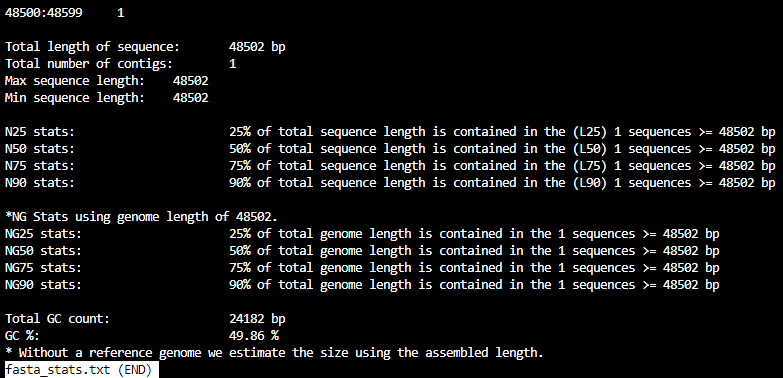 48500:48599 1
Total length of sequence: 48502 bp
Total number of contigs: 1
Max sequence length: 48502
Min sequence length: 48502
N25 stats: 25% of total sequence length is contained in the (L25) 1 sequences >= 48502 bp
N50 stats: 50% of total sequence length is contained in the (L50) 1 sequences >= 48502 bp
N75 stats: 75% of total sequence length is contained in the (L75) 1 sequences >= 48502 bp
N90 stats: 90% of total sequence length is contained in the (L90) 1 sequences >= 48502 bp
*NG Stats using genome length of 48502.
NG25 stats: 25% of total genome length is contained in the 1 sequences >= 48502 bp
NG50 stats: 50% of total genome length is contained in the 1 sequences >= 48502 bp
NG75 stats: 75% of total genome length is contained in the 1 sequences >= 48502 bp
NG90 stats: 90% of total genome length is contained in the 1 sequences >= 48502 bp
Total GC count: 24182 bp
GC %: 49.86 %
* Without a reference genome we estimate the size using the assembled length.
fasta_stats.txt (END)